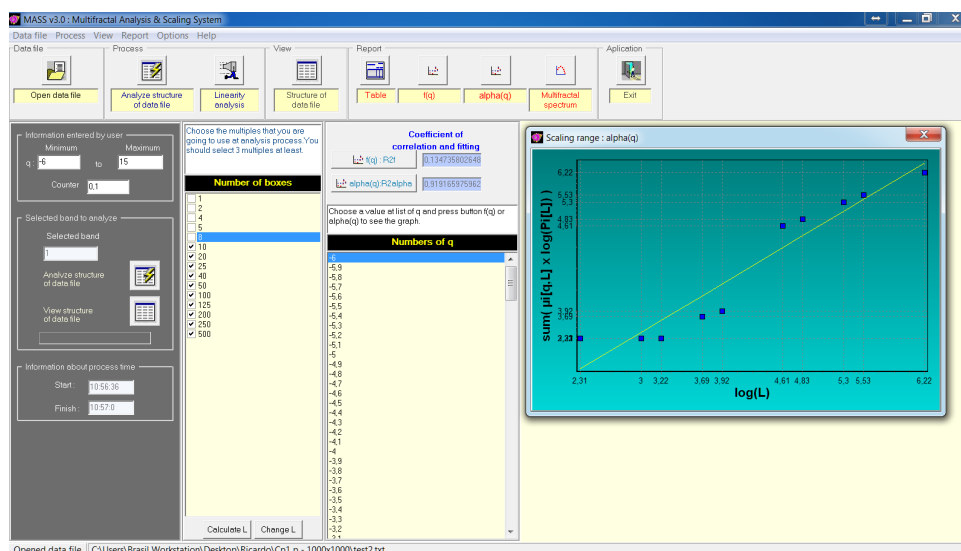 MASS v3.0 : Multifractal Analysis & Scaling System
Data file Process View Report Options Help
Data file
Process
View
Report
Aplication
Open data file
Analyze structure
of data file
Linearity
analysis
Structure of
data file
Table
f(q)
alpha(q)
Multifractal
spectrum
Exit
Information entered by user
Minimum Maximum
q : -6 to 15
Counter 0,1
Selected band to analyze
Selected band
1
Analyze structure
of data file
View structure
of data file
Information about process time
Start : 10:56:36
Finish : 10:57:0
Choose the multiples that you are
going to use at analysis process.You
should select 3 multiples at least.
Number of boxes
1
2
4
5
8
10
20
25
40
50
100
125
200
250
500
Calculate L Change L
Coefficient of
correlation and fitting
f(q) : R2f 0,134735802648
alpha(q):R2alpha 0,919165975962
Choose a value at list of q and press button f(q) or
alpha(q) to see the graph.
Numbers of q
-6
-5,9
-5,8
-5,7
-5,6
-5,5
-5,4
-5,3
-5,2
-5,1
-5
-4,9
-4,8
-4,7
-4,6
-4,5
-4,4
-4,3
-4,2
-4,1
-4
-3,9
-3,8
-3,7
-3,6
-3,5
-3,4
-3,3
-3,2
-3,1
Scaling range : alpha(q)
sum( µi[q,L] x log(Pi[L]) )
6,22
5,53
5,3
4,83
4,61
3,92
3,69
2,31 3 3,22 3,69 3,92 4,61 4,83 5,3 5,53 6,22
log(L)
Opened data file C:\Users\Brasil Workstation\Desktop\Ricardo\Cp1 p - 1000x1000\test2.txt